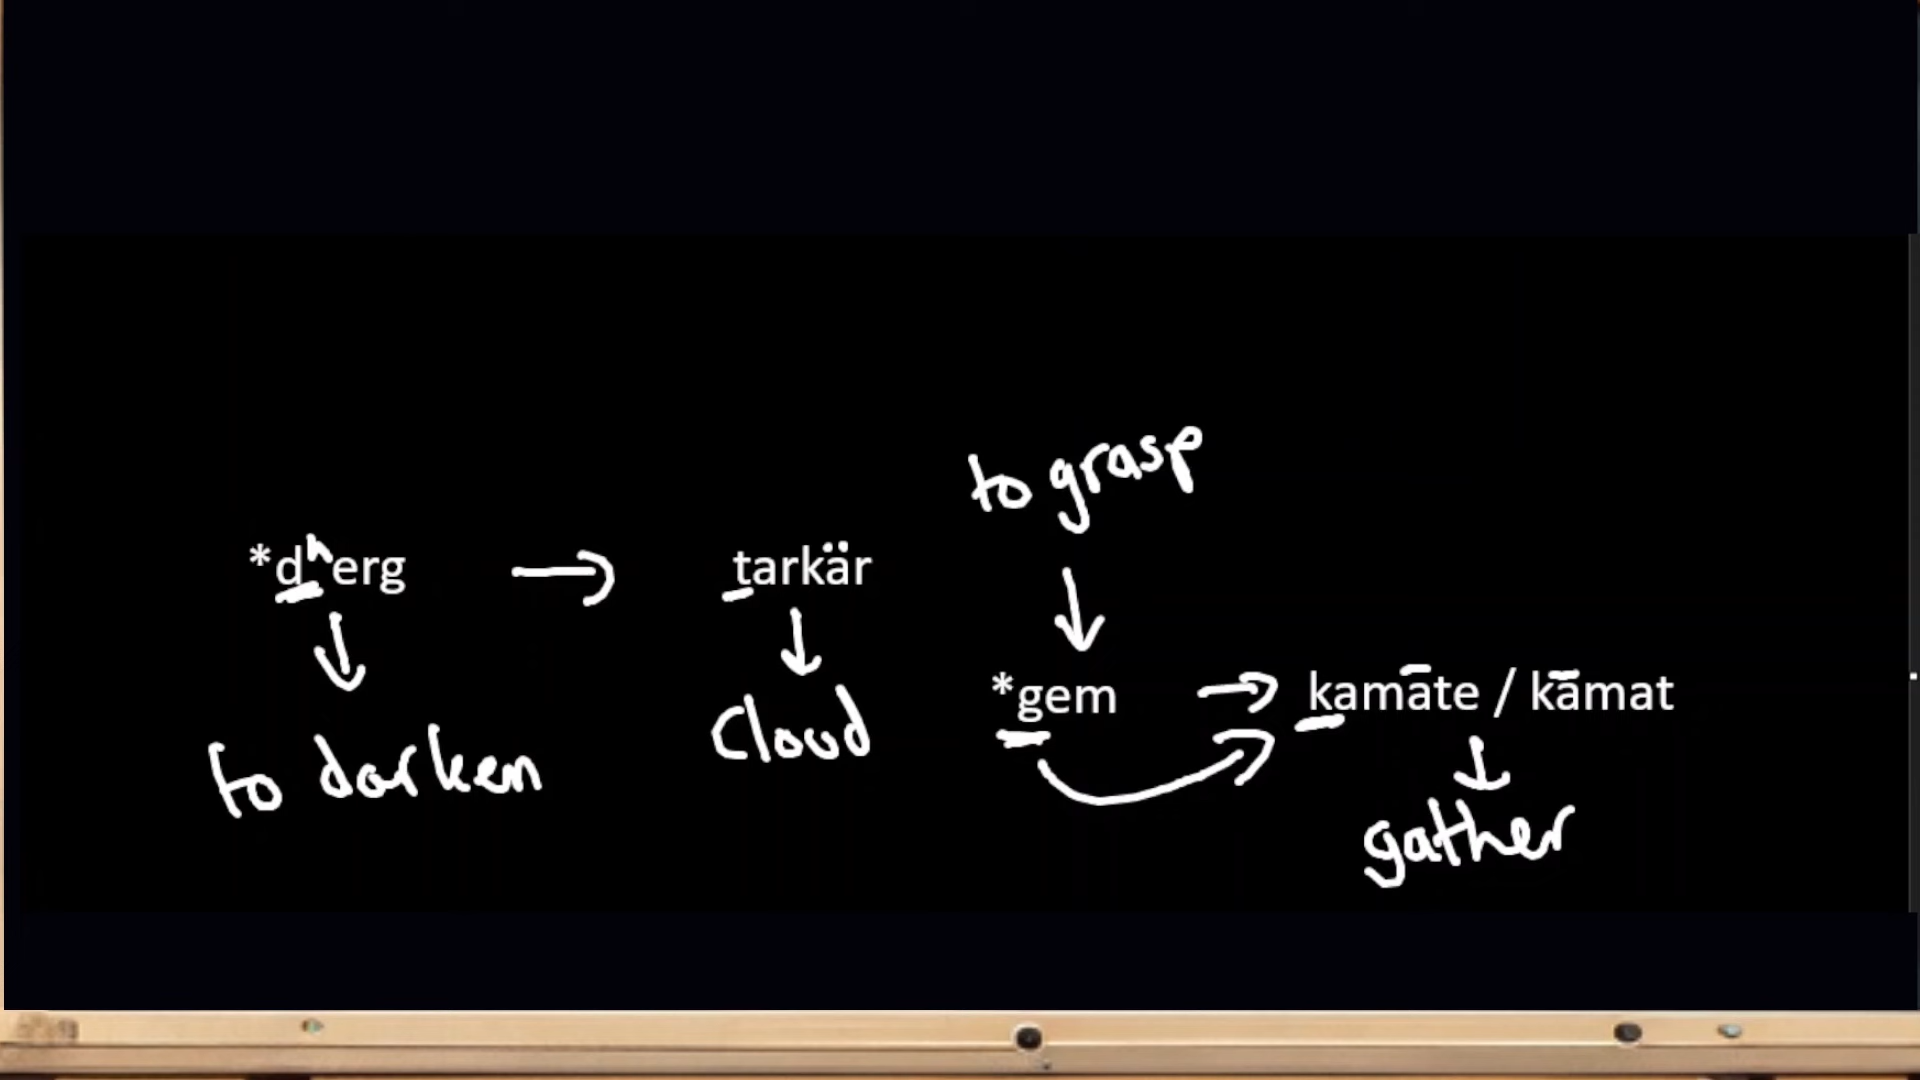 to grasp
*dʰerg → tarkär
to darken
cloud
*gem → kamāte / kāmat
gather